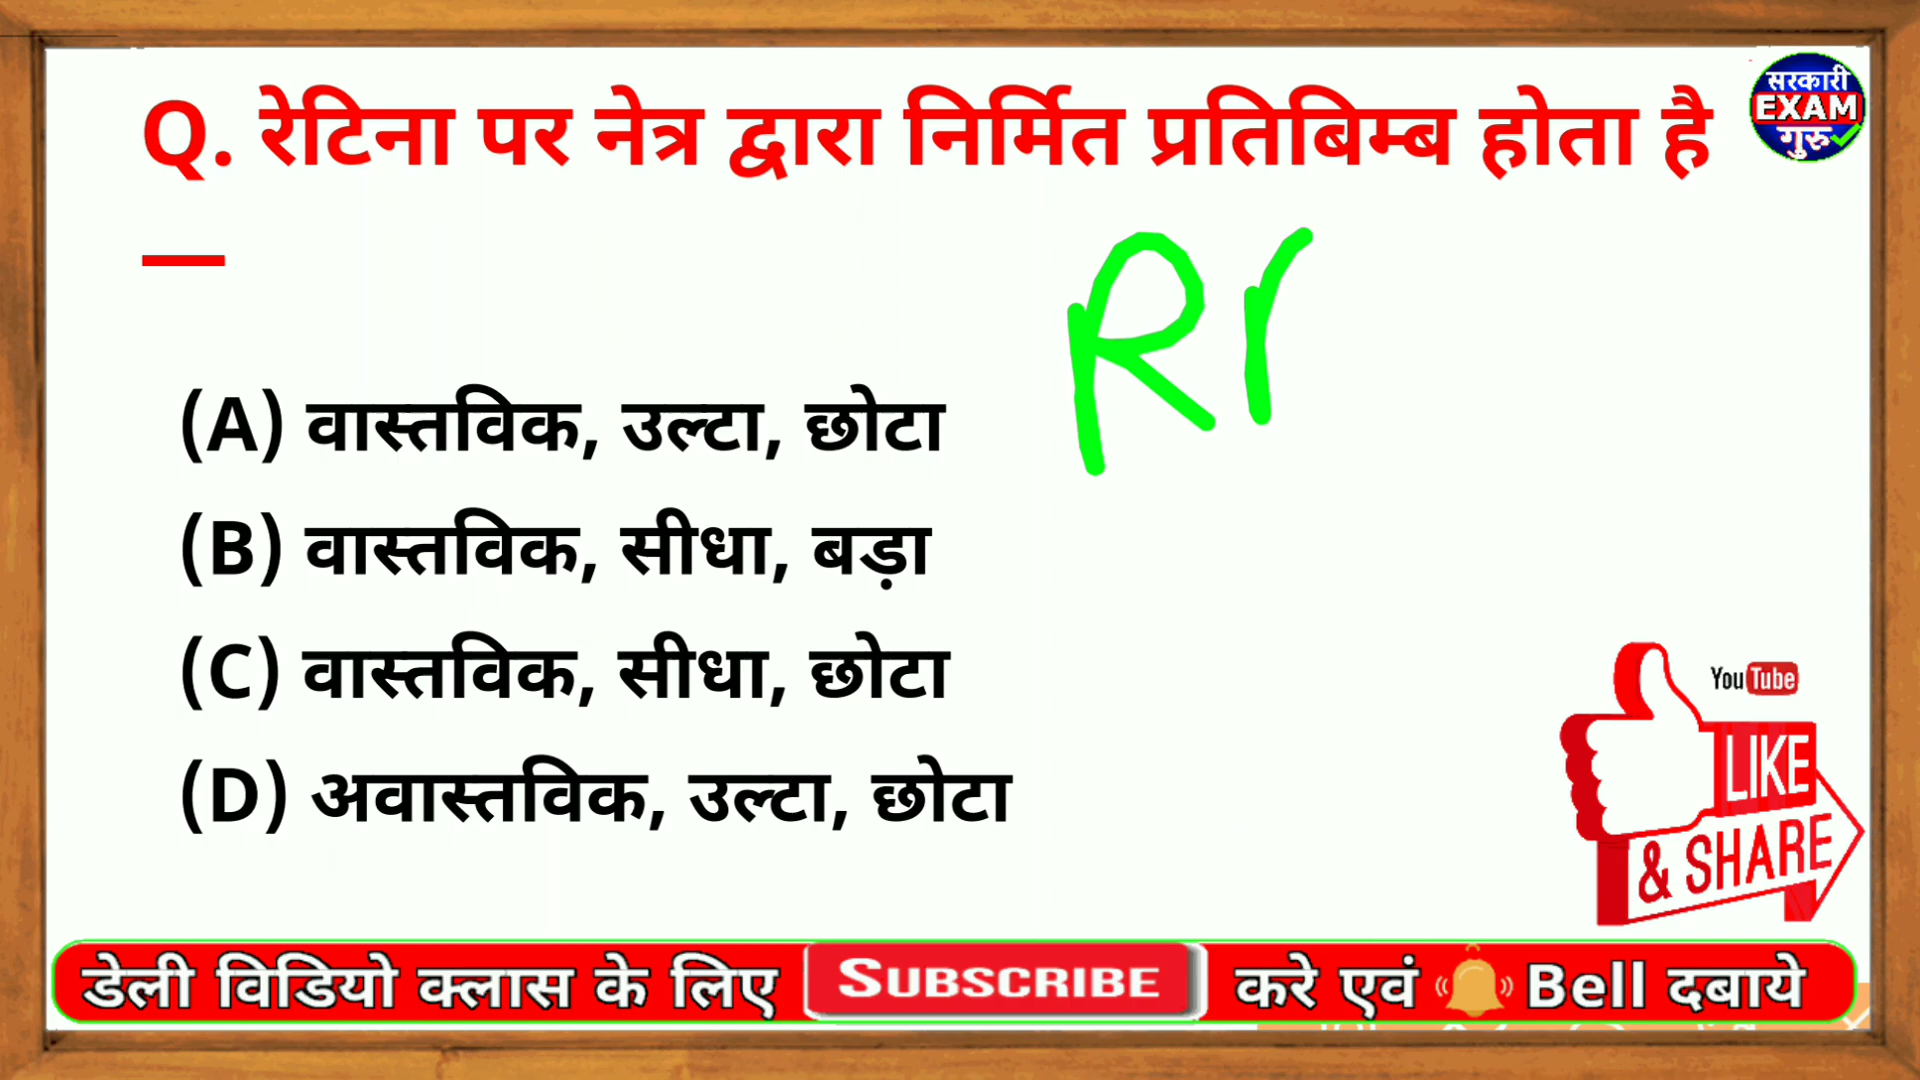 Q. रेटिना पर नेत्र द्वारा निर्मित प्रतिबिम्ब होता है
—
सरकारी
EXAM
गुरु
Rr
(A) वास्तविक, उल्टा, छोटा
(B) वास्तविक, सीधा, बड़ा
(C) वास्तविक, सीधा, छोटा
(D) अवास्तविक, उल्टा, छोटा
YouTube
LIKE
& SHARE
डेली विडियो क्लास के लिए SUBSCRIBE करे एवं Bell दबाये